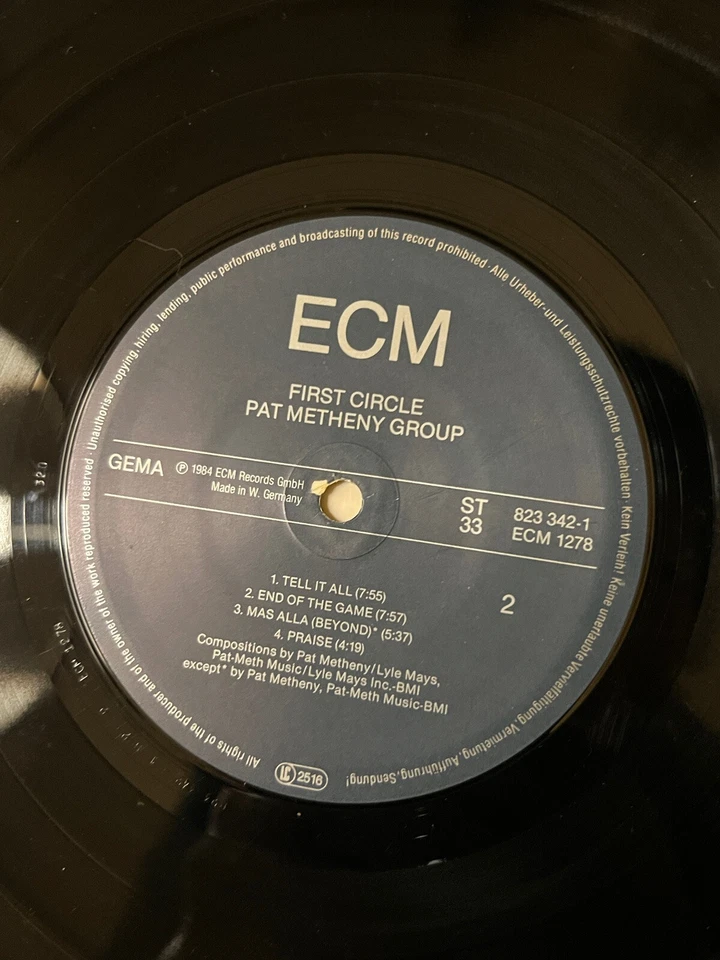 Unauthorised copying, hiring, lending, public performance and broadcasting of this record prohibited · Alle Urheber-und Leistungsschutzrechte vorbehalten · Kein Verleih! Keine unerlaubte Vervielfältigung, Vermietung, Aufführung, Sendung!
ECM
FIRST CIRCLE
PAT METHENY GROUP
GEMA
℗ 1984 ECM Records GmbH
Made in W. Germany
ST
33
823 342-1
ECM 1278
2
1. TELL IT ALL (7:55)
2. END OF THE GAME (7:57)
3. MAS ALLA (BEYOND)* (5:37)
4. PRAISE (4:19)
Compositions by Pat Metheny/Lyle Mays,
Pat-Meth Music/Lyle Mays Inc.-BMI
except* by Pat Metheny, Pat-Meth Music-BMI
All rights of the producer and of the owner of the work reproduced reserved ·
LC 2516
320
ECM 1278